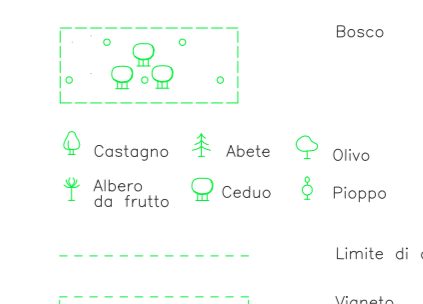 Bosco
Castagno
Abete
Olivo
Albero
da frutto
Ceduo
Pioppo
Limite di
Vigneto